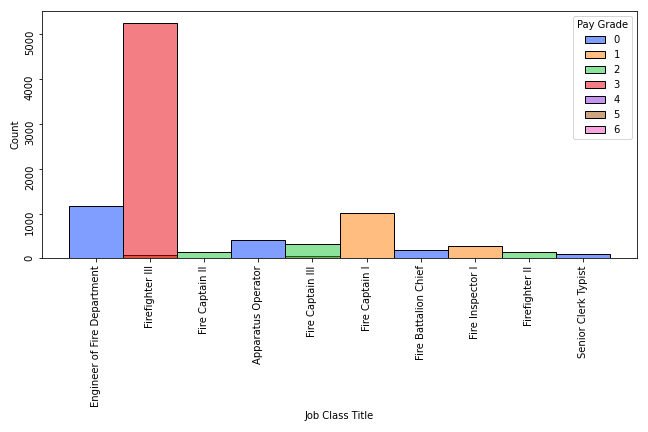 Pay Grade
0
1
2
3
4
5
6
Count
5000
4000
3000
2000
1000
0
Engineer of Fire Department
Firefighter III
Fire Captain II
Apparatus Operator
Fire Captain III
Fire Captain I
Fire Battalion Chief
Fire Inspector I
Firefighter II
Senior Clerk Typist
Job Class Title